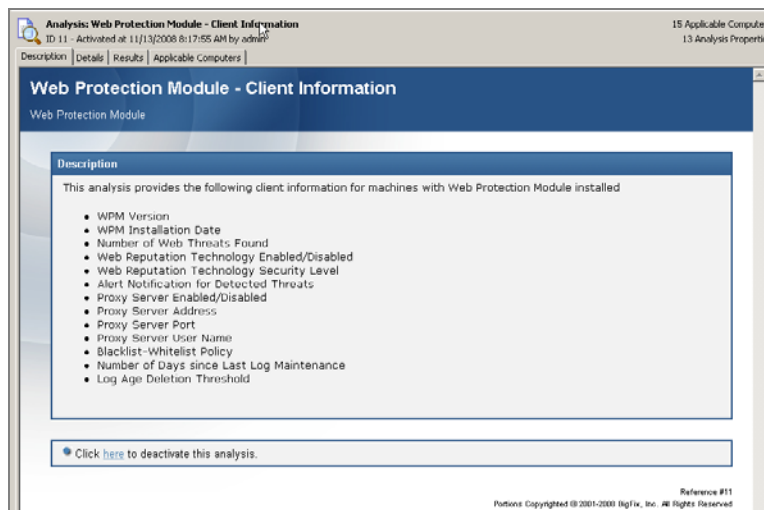 Analysis: Web Protection Module - Client Information
15 Applicable Compute
ID 11 - Activated at 11/13/2008 8:17:55 AM by admin
13 Analysis Properti
Description Details Results Applicable Computers
Web Protection Module - Client Information
Web Protection Module
Description
This analysis provides the following client information for machines with Web Protection Module installed
WPM Version
WPM Installation Date
Number of Web Threats Found
Web Reputation Technology Enabled/Disabled
Web Reputation Technology Security Level
Alert Notification for Detected Threats
Proxy Server Enabled/Disabled
Proxy Server Address
Proxy Server Port
Proxy Server User Name
Blacklist-Whitelist Policy
Number of Days since Last Log Maintenance
Log Age Deletion Threshold
Click here to deactivate this analysis.
Reference #11
Portions Copyrighted © 2001-2008 BigFix, Inc. All Rights Reserved